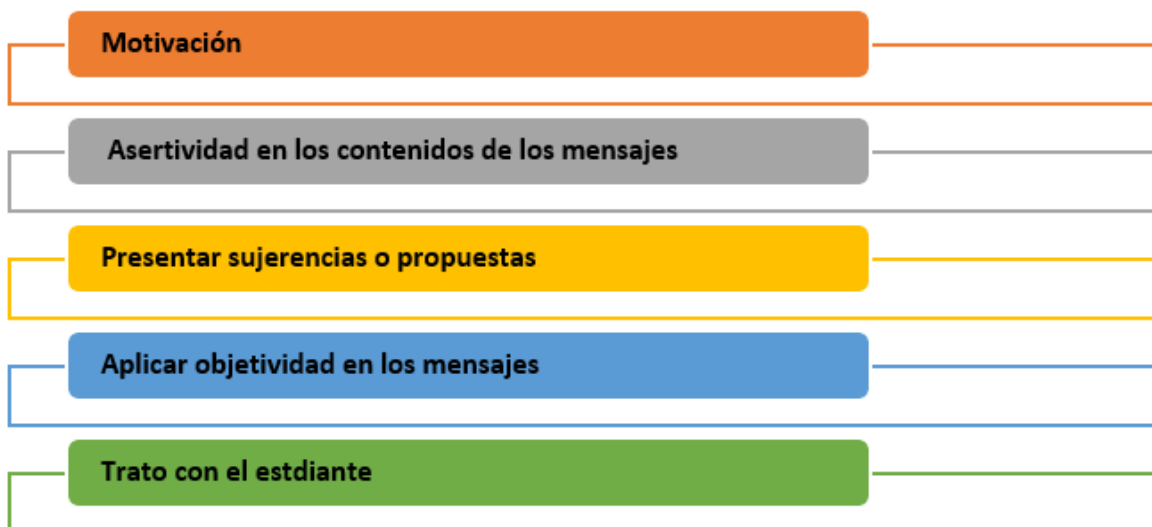 Motivación
Asertividad en los contenidos de los mensajes
Presentar sujerencias o propuestas
Aplicar objetividad en los mensajes
Trato con el estdiante